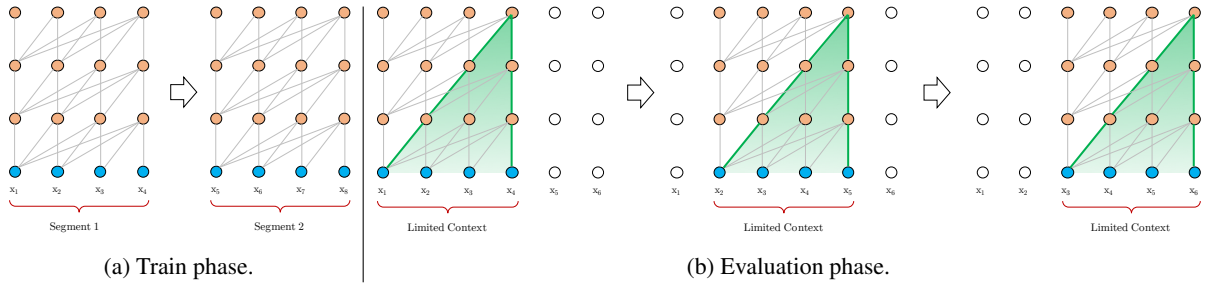 x₁ x₂ x₃ x₄
Segment 1
x₅ x₆ x₇ x₈
Segment 2
(a) Train phase.
x₁ x₂ x₃ x₄ x₅ x₆
Limited Context
x₁ x₂ x₃ x₄ x₅ x₆
Limited Context
x₁ x₂ x₃ x₄ x₅ x₆
Limited Context
(b) Evaluation phase.